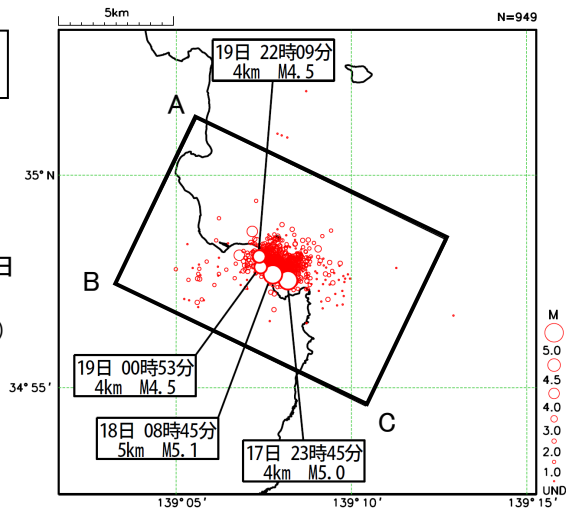 5km
N=949
19日 22時09分
4km M4.5
A
35°N
日
B
)
M
5.0
4.5
4.0
3.0
2.0
1.0
UND
19日 00時53分
4km M4.5
34°55'
18日 08時45分
5km M5.1
C
17日 23時45分
4km M5.0
139°05'
139°10'
139°15'